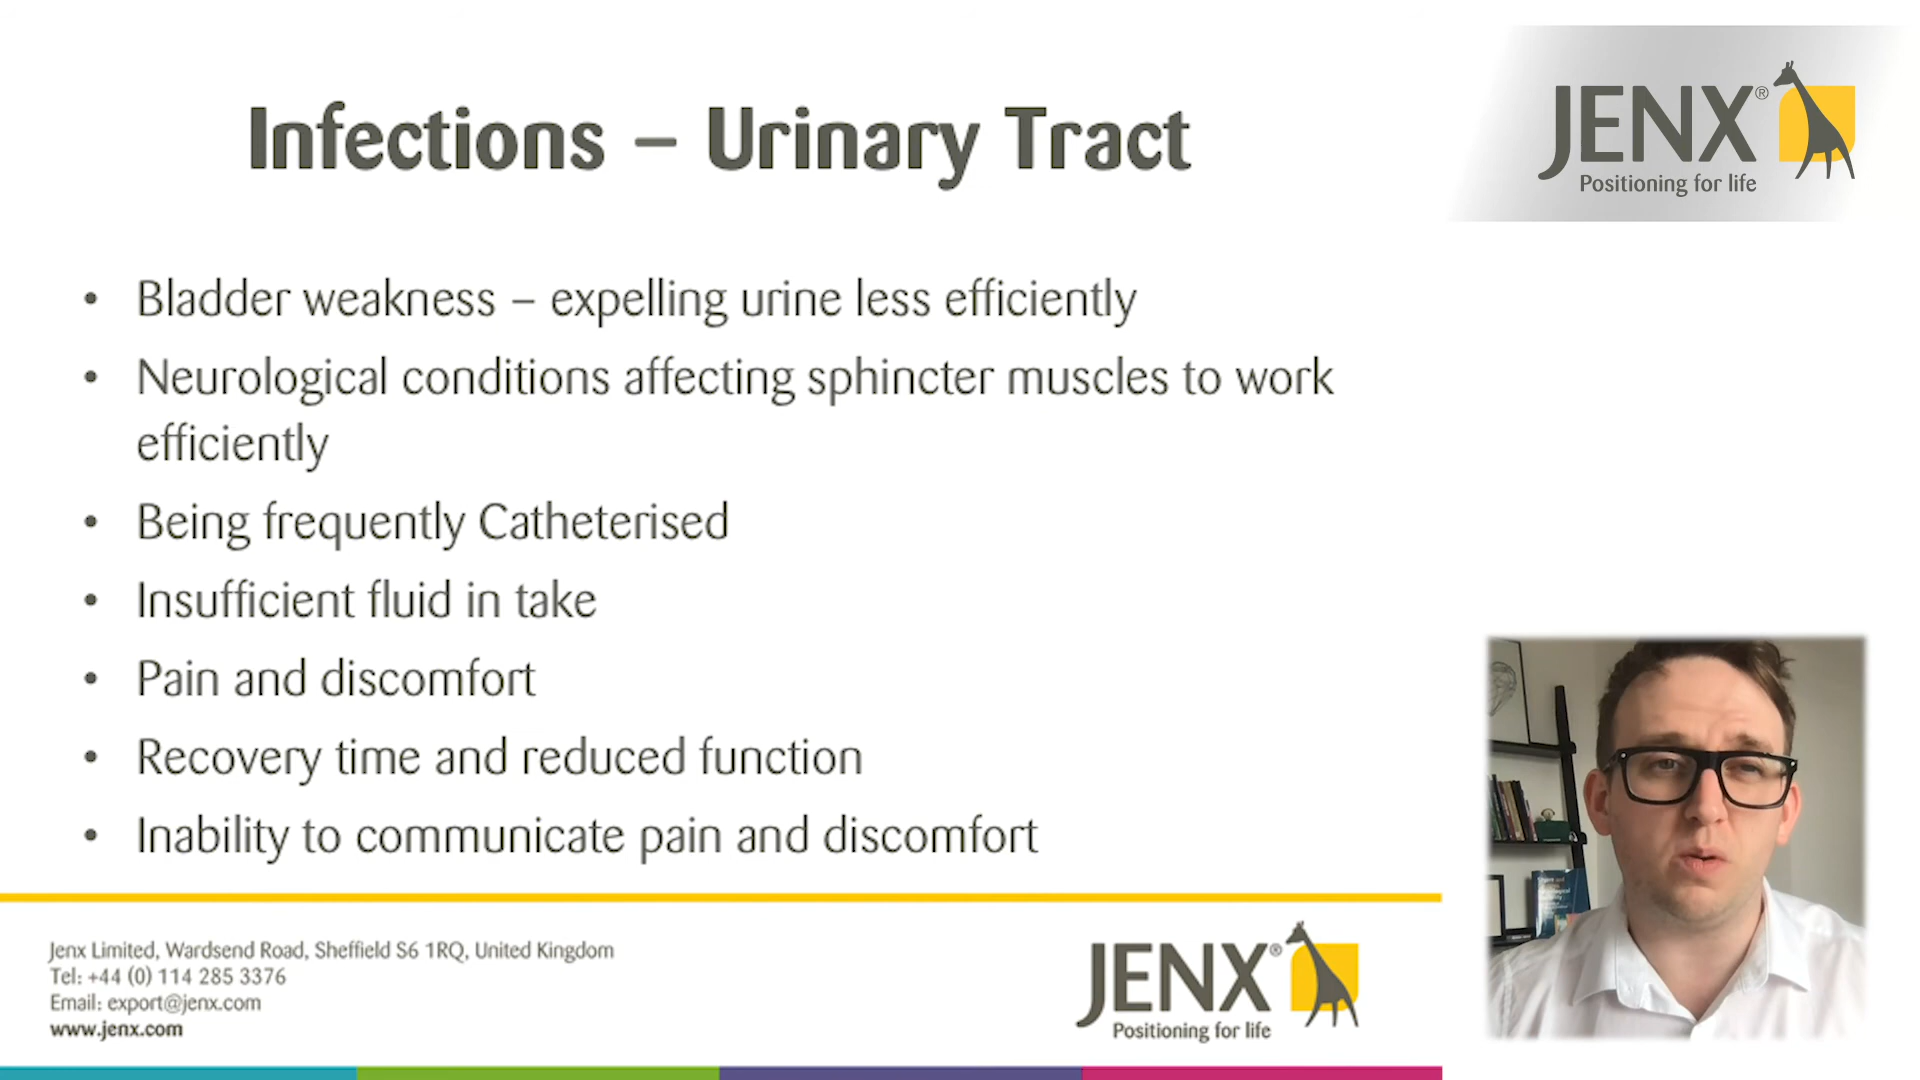 Infections – Urinary Tract
JENX®
Positioning for life
• Bladder weakness – expelling urine less efficiently
• Neurological conditions affecting sphincter muscles to work
efficiently
• Being frequently Catheterised
• Insufficient fluid in take
• Pain and discomfort
• Recovery time and reduced function
• Inability to communicate pain and discomfort
Jenx Limited, Wardsend Road, Sheffield S6 1RQ, United Kingdom
Tel: +44 (0) 114 285 3376
Email: export@jenx.com
www.jenx.com
JENX®
Positioning for life